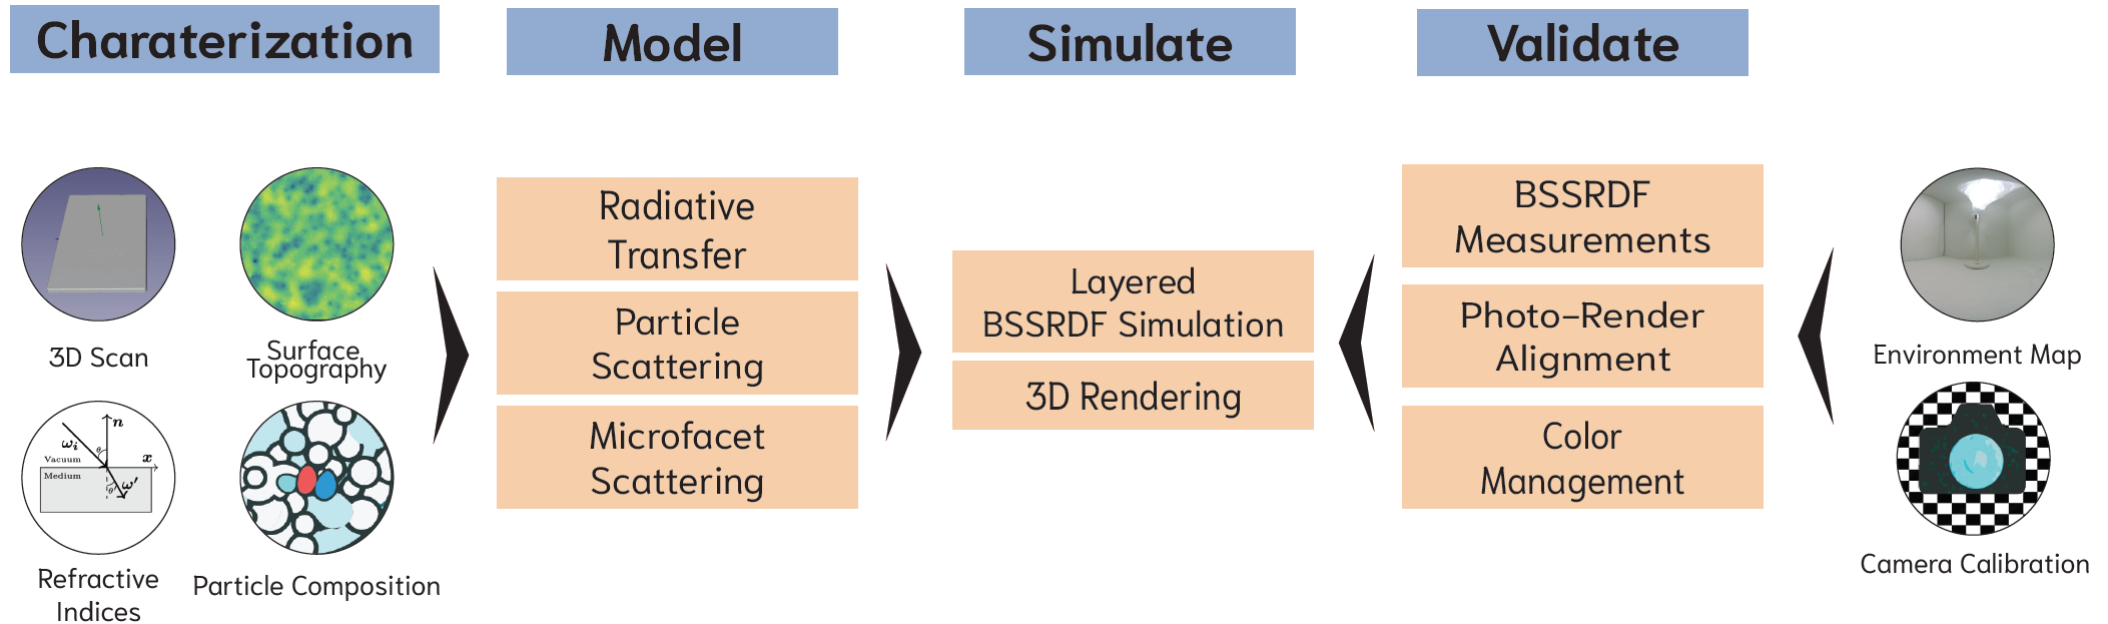 Charaterization
Model
Simulate
Validate
3D Scan
Surface
Topography
n
ωi
θ
Vacuum
x
Medium
θ'
ω'
Refractive
Indices
Particle Composition
Radiative
Transfer
Particle
Scattering
Microfacet
Scattering
Layered
BSSRDF Simulation
3D Rendering
BSSRDF
Measurements
Photo-Render
Alignment
Color
Management
Environment Map
Camera Calibration